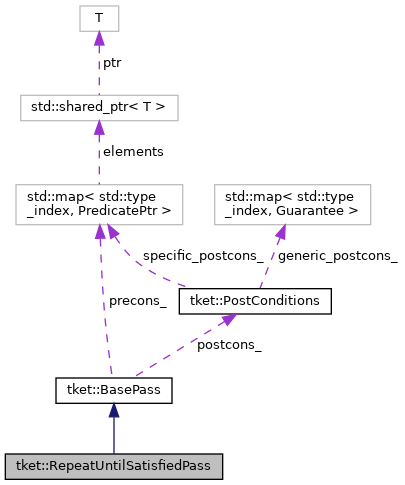 T
ptr
std::shared_ptr< T >
elements
std::map< std::type
_index, PredicatePtr >
std::map< std::type
_index, Guarantee >
specific_postcons_
generic_postcons_
precons_
tket::PostConditions
postcons_
tket::BasePass
tket::RepeatUntilSatisfiedPass